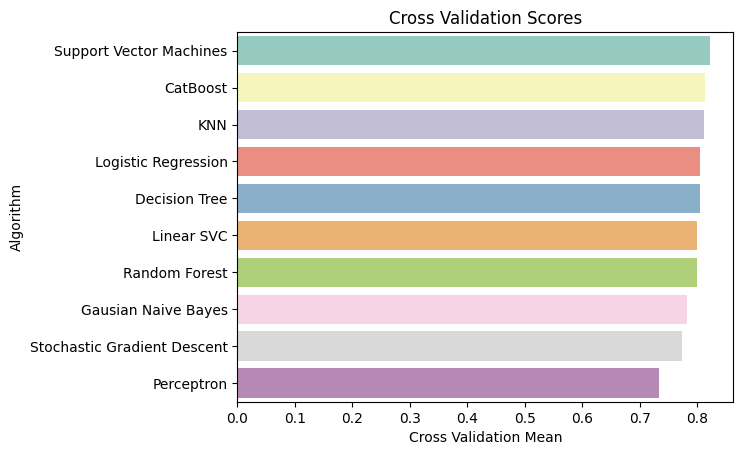 Cross Validation Scores
Support Vector Machines
CatBoost
KNN
Logistic Regression
Decision Tree
Linear SVC
Random Forest
Gausian Naive Bayes
Stochastic Gradient Descent
Perceptron
Algorithm
0.0 0.1 0.2 0.3 0.4 0.5 0.6 0.7 0.8
Cross Validation Mean